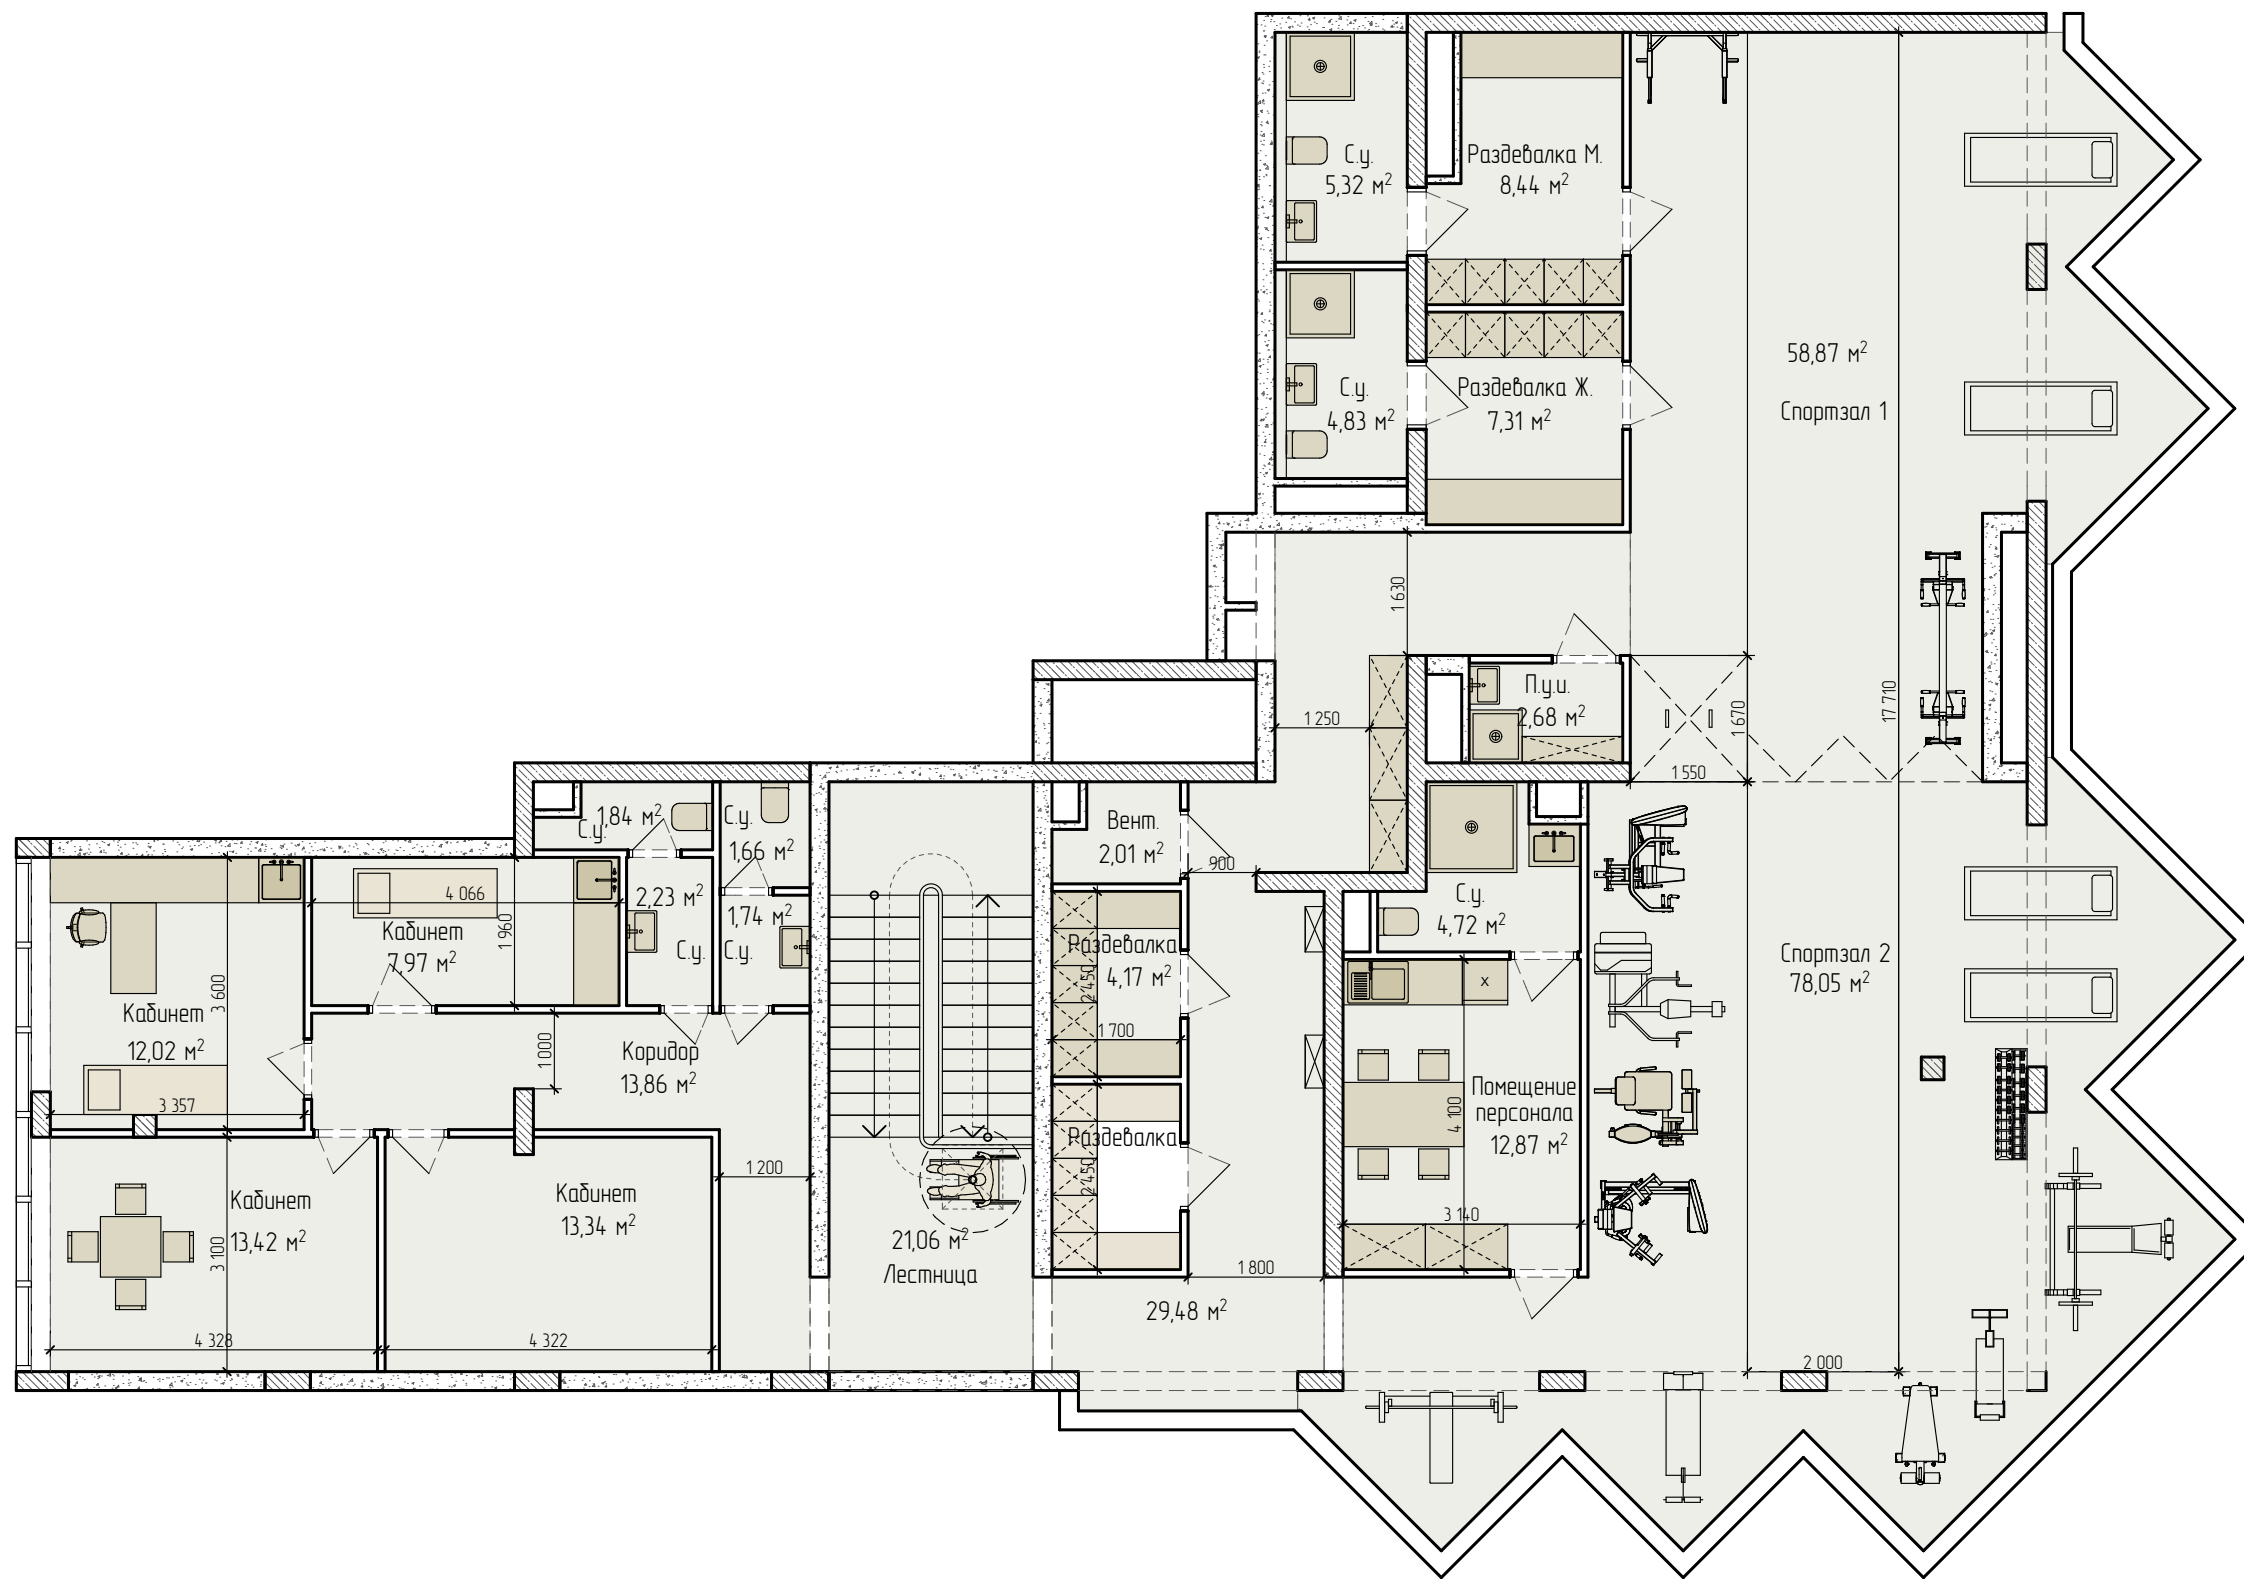 С.у.
5,32 м²
Раздевалка М.
8,44 м²
58,87 м²
Спортзал 1
С.у.
4,83 м²
Раздевалка Ж.
7,31 м²
1 630
П.у.и.
2,68 м²
1 250
1 670
17 710
1 550
1,84 м²
С.у.
С.у.
1,66 м²
Вент.
2,01 м²
900
4 066
1 960
Кабинет
7,97 м²
2,23 м²
С.у.
1,74 м²
С.у.
С.у.
4,72 м²
Раздевалка
4,17 м²
2 450
1 700
Спортзал 2
78,05 м²
3 600
Кабинет
12,02 м²
3 357
1 000
Коридор
13,86 м²
x
Помещение
персонала
12,87 м²
4 100
3 140
Раздевалка
2 450
1 200
Кабинет
13,42 м²
3 100
Кабинет
13,34 м²
21,06 м²
Лестница
1 800
29,48 м²
4 328
4 322
2 000